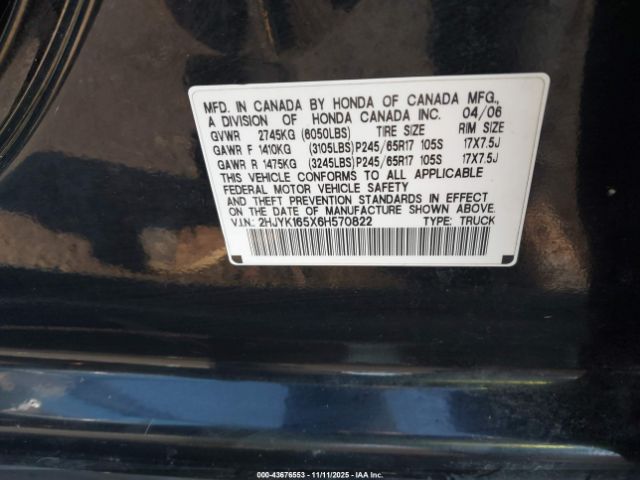 MFD. IN CANADA BY HONDA OF CANADA MFG.,
A DIVISION OF HONDA CANADA INC. 04/06
GVWR 2745KG (6050LBS) TIRE SIZE RIM SIZE
GAWR F 1410KG (3105LBS)P245/65R17 105S 17X7.5J
GAWR R 1475KG (3245LBS)P245/65R17 105S 17X7.5J
THIS VEHICLE CONFORMS TO ALL APPLICABLE
FEDERAL MOTOR VEHICLE SAFETY
AND THEFT PREVENTION STANDARDS IN EFFECT
ON THE DATE OF MANUFACTURE SHOWN ABOVE.
V.I.N.: 2HJYK165X6H570822 TYPE: TRUCK
000-43676553 - 11/11/2025 - IAA Inc.